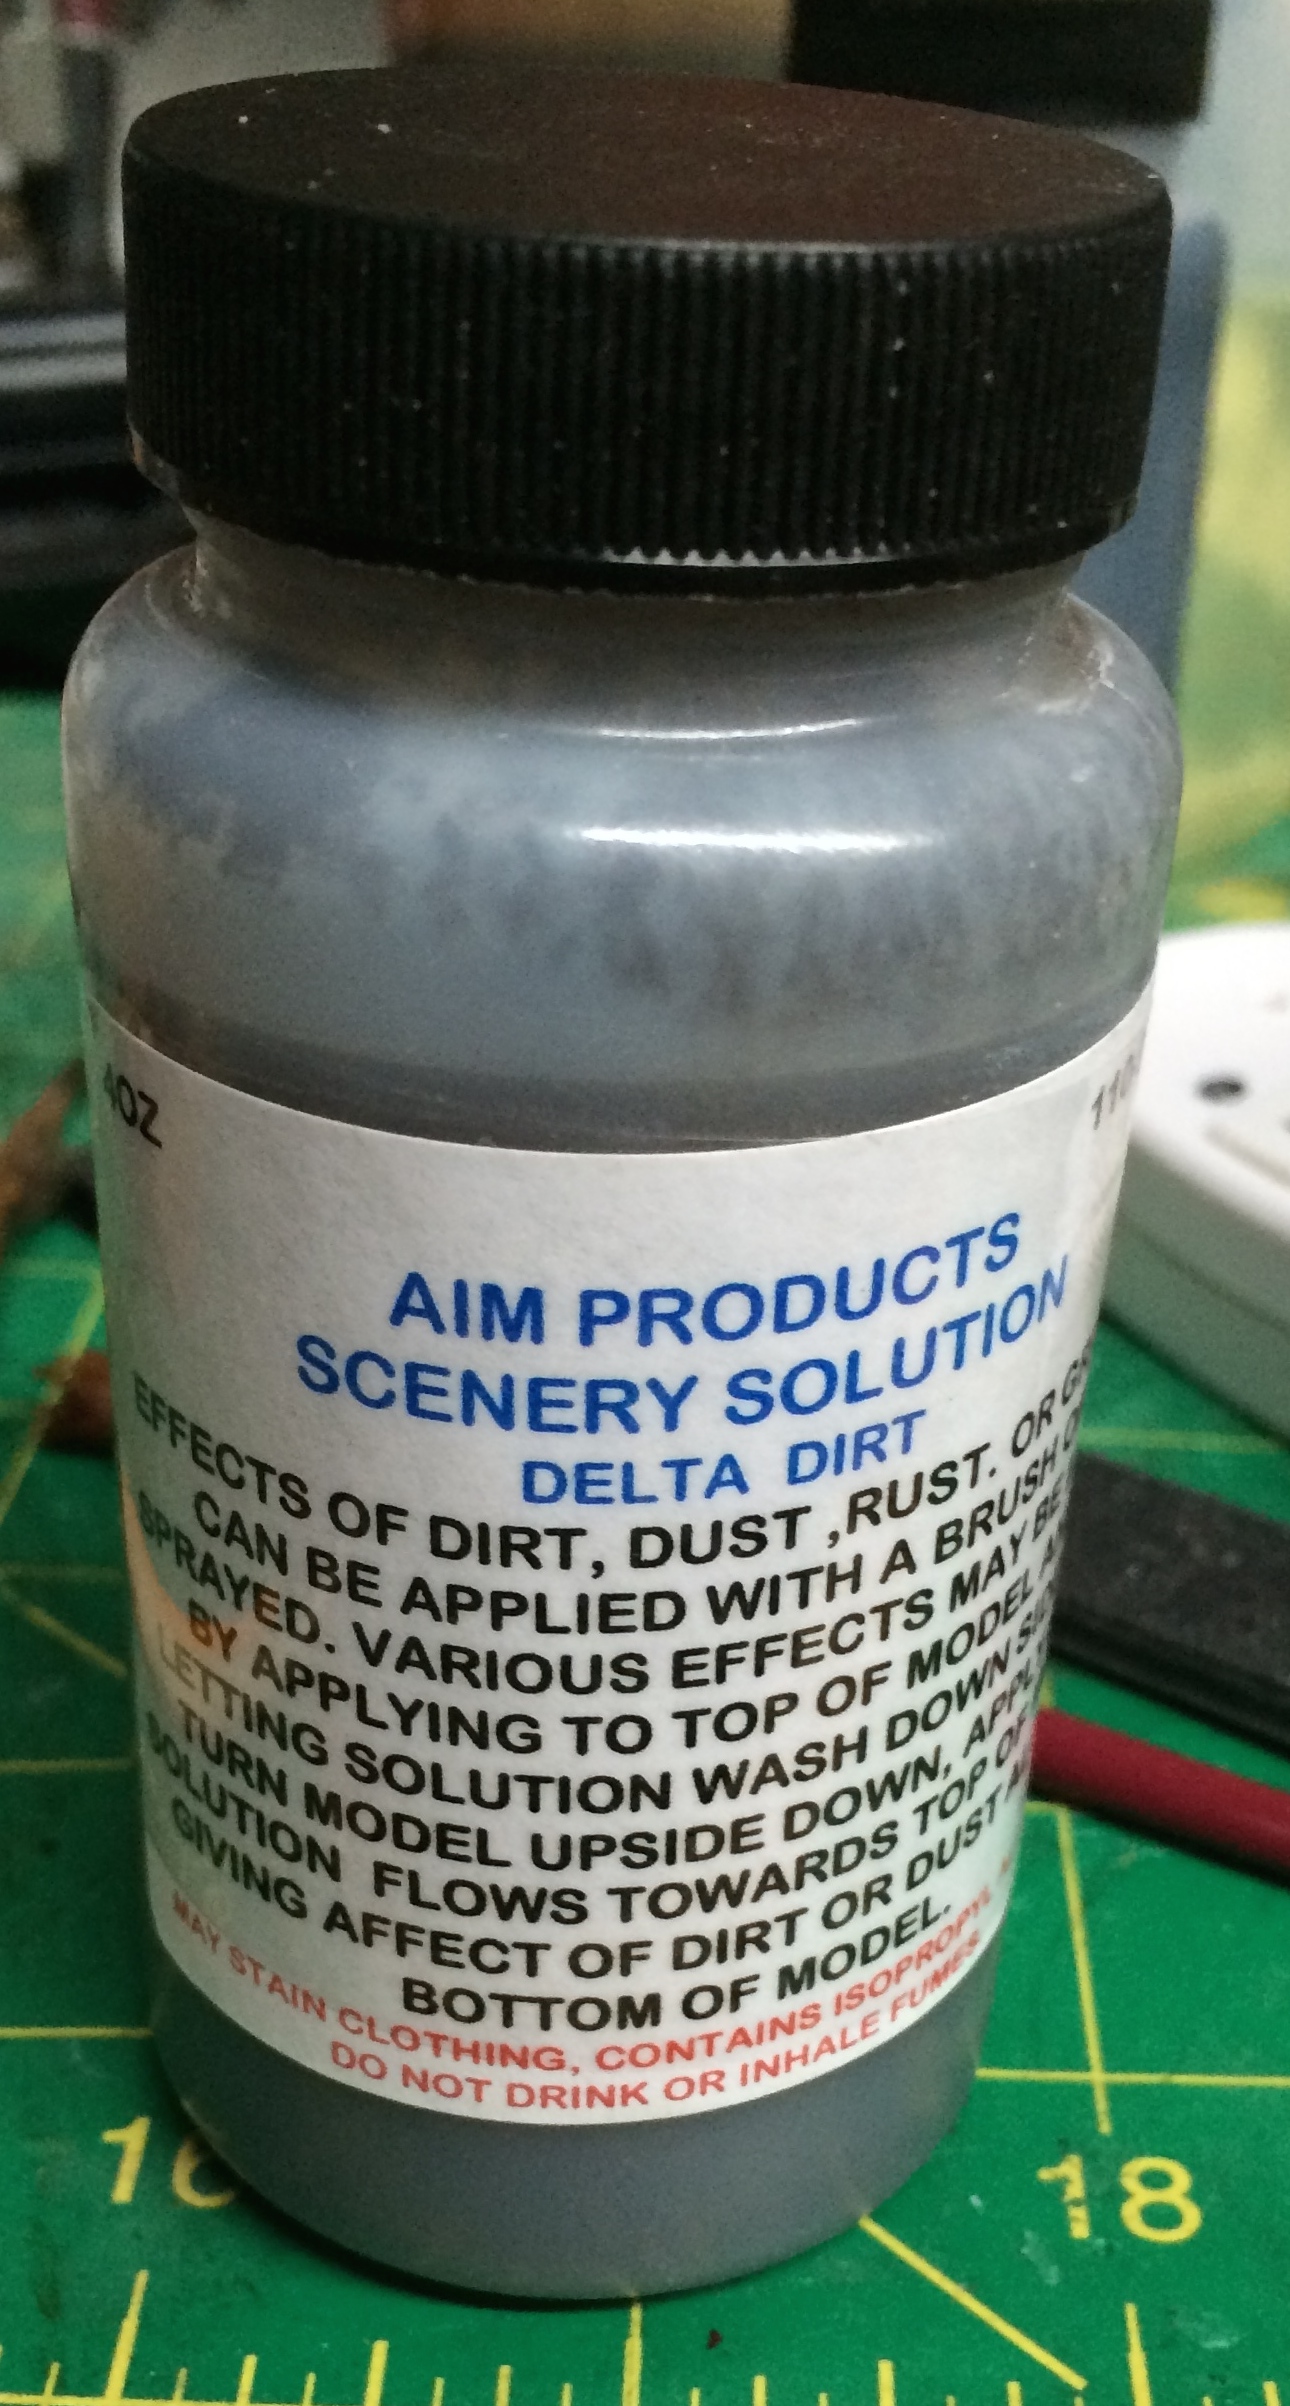 4OZ
AIM PRODUCTS
SCENERY SOLUTION
DELTA DIRT
EFFECTS OF DIRT, DUST ,RUST. OR
CAN BE APPLIED WITH A BRUSH
SPRAYED. VARIOUS EFFECTS MAY BE
BY APPLYING TO TOP OF MODEL
LETTING SOLUTION WASH DOWN
TURN MODEL UPSIDE DOWN,
SOLUTION FLOWS TOWARDS TOP OF
GIVING AFFECT OF DIRT OR DUST
BOTTOM OF MODEL.
MAY STAIN CLOTHING, CONTAINS ISOPROPYL
DO NOT DRINK OR INHALE FUMES
18